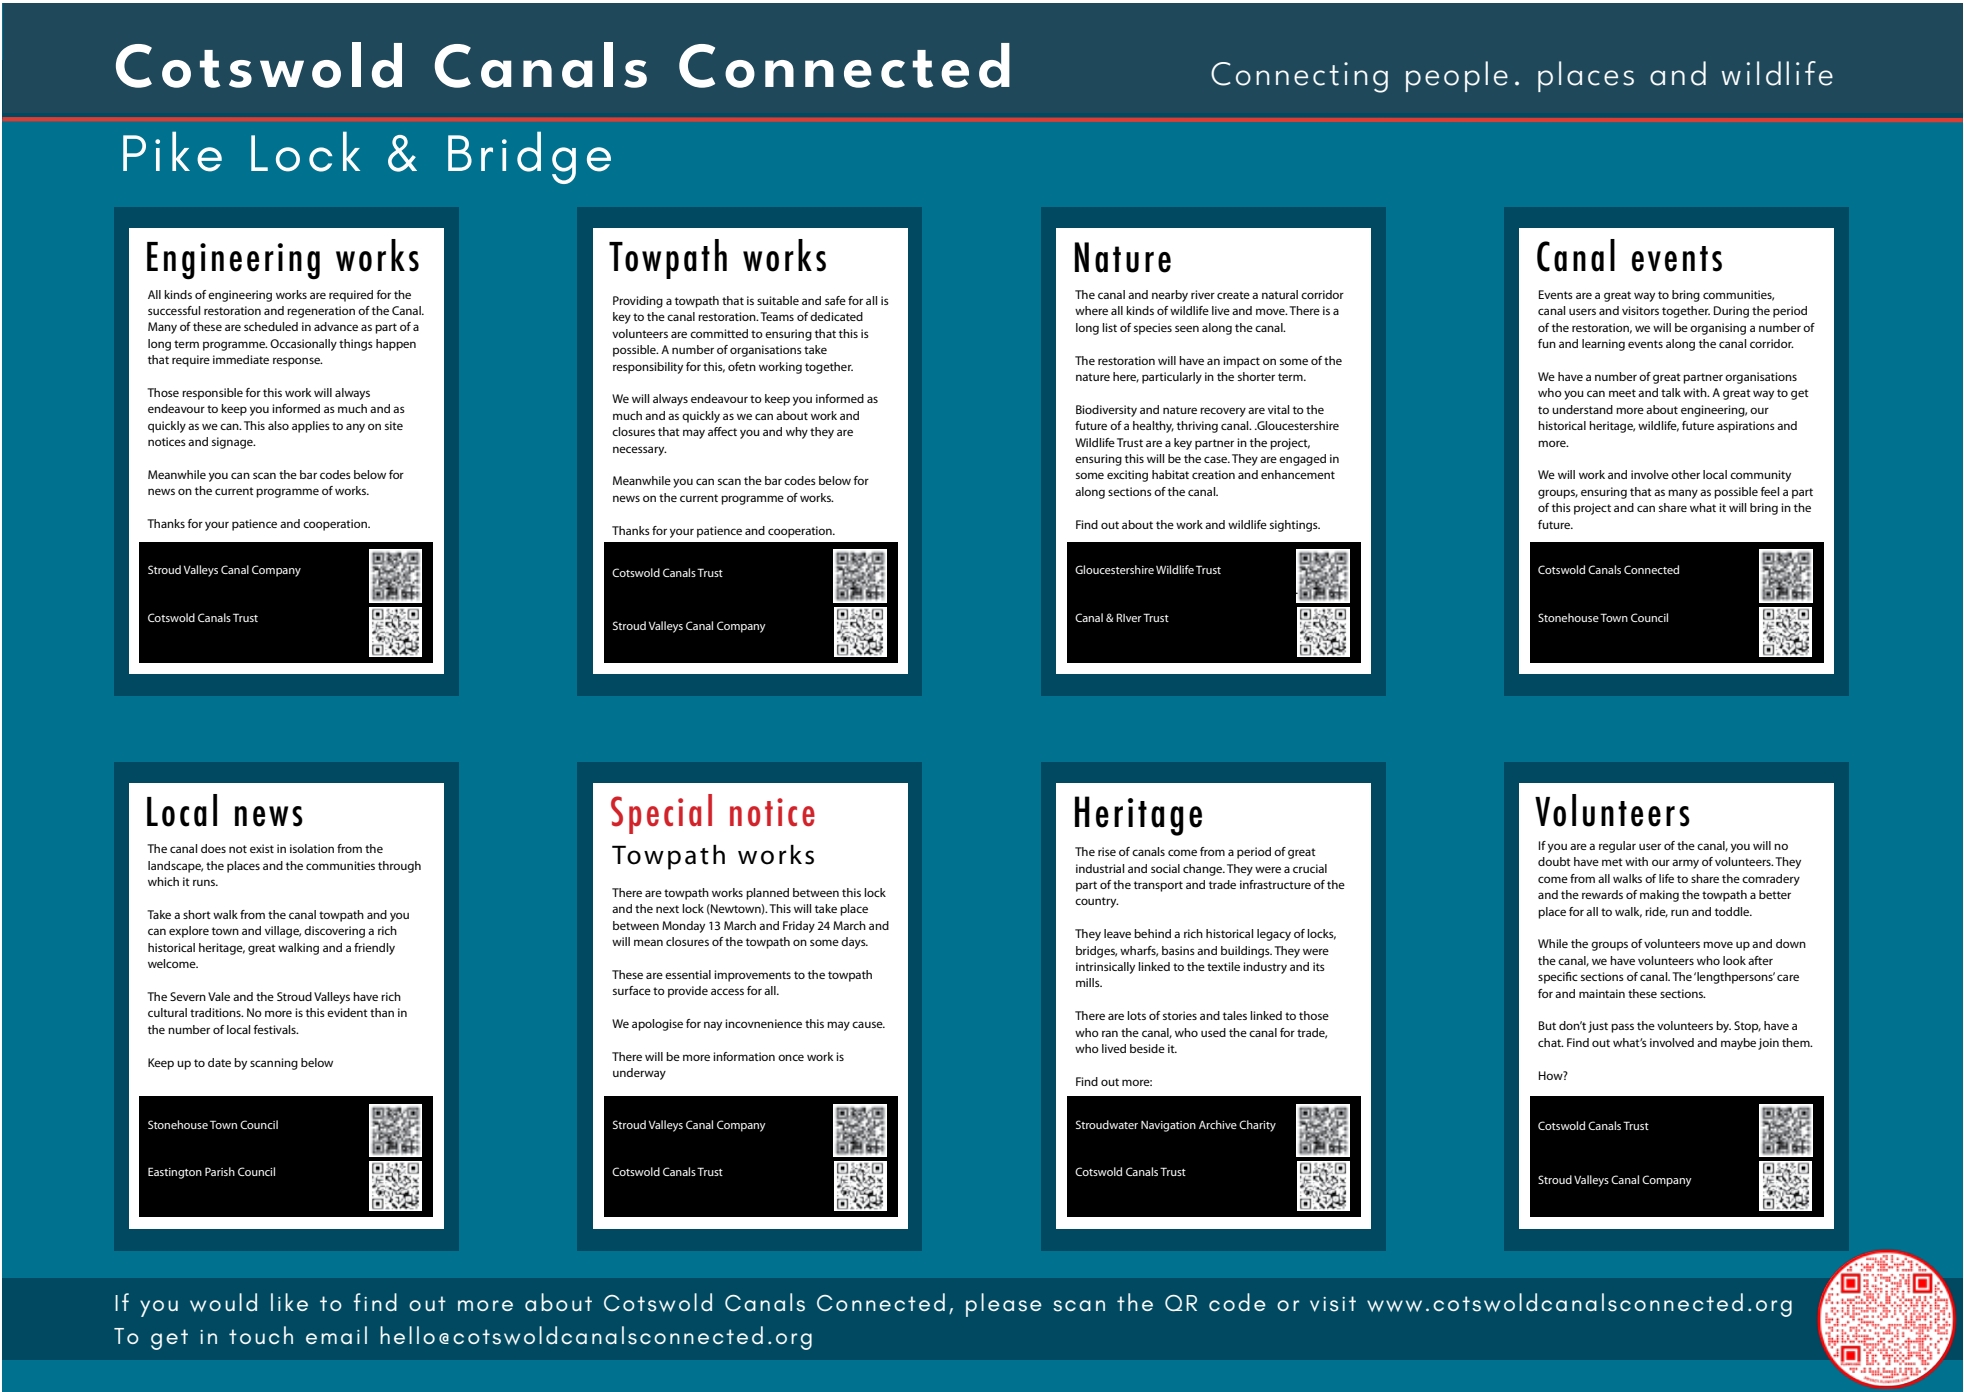 Cotswold Canals Connected
Connecting people. places and wildlife
Pike Lock & Bridge
Engineering works
All kinds of engineering works are required for the
successful restoration and regeneration of the Canal.
Many of these are scheduled in advance as part of a
long term programme. Occasionally things happen
that require immediate response.
Those responsible for this work will always
endeavour to keep you informed as much and as
quickly as we can. This also applies to any on site
notices and signage.
Meanwhile you can scan the bar codes below for
news on the current programme of works.
Thanks for your patience and cooperation.
Stroud Valleys Canal Company
Cotswold Canals Trust
Towpath works
Providing a towpath that is suitable and safe for all is
key to the canal restoration. Teams of dedicated
volunteers are committed to ensuring that this is
possible. A number of organisations take
responsibility for this, ofetn working together.
We will always endeavour to keep you informed as
much and as quickly as we can about work and
closures that may affect you and why they are
necessary.
Meanwhile you can scan the bar codes below for
news on the current programme of works.
Thanks for your patience and cooperation.
Cotswold Canals Trust
Stroud Valleys Canal Company
Nature
The canal and nearby river create a natural corridor
where all kinds of wildlife live and move. There is a
long list of species seen along the canal.
The restoration will have an impact on some of the
nature here, particularly in the shorter term.
Biodiversity and nature recovery are vital to the
future of a healthy, thriving canal. .Gloucestershire
Wildlife Trust are a key partner in the project,
ensuring this will be the case. They are engaged in
some exciting habitat creation and enhancement
along sections of the canal.
Find out about the work and wildlife sightings.
Gloucestershire Wildlife Trust
Canal & RIver Trust
Canal events
Events are a great way to bring communities,
canal users and visitors together. During the period
of the restoration, we will be organising a number of
fun and learning events along the canal corridor.
We have a number of great partner organisations
who you can meet and talk with. A great way to get
to understand more about engineering, our
historical heritage, wildlife, future aspirations and
more.
We will work and involve other local community
groups, ensuring that as many as possible feel a part
of this project and can share what it will bring in the
future.
Cotswold Canals Connected
Stonehouse Town Council
Local news
The canal does not exist in isolation from the
landscape, the places and the communities through
which it runs.
Take a short walk from the canal towpath and you
can explore town and village, discovering a rich
historical heritage, great walking and a friendly
welcome.
The Severn Vale and the Stroud Valleys have rich
cultural traditions. No more is this evident than in
the number of local festivals.
Keep up to date by scanning below
Stonehouse Town Council
Eastington Parish Council
Special notice
Towpath works
There are towpath works planned between this lock
and the next lock (Newtown). This will take place
between Monday 13 March and Friday 24 March and
will mean closures of the towpath on some days.
These are essential improvements to the towpath
surface to provide access for all.
We apologise for nay incovnenience this may cause.
There will be more information once work is
underway
Stroud Valleys Canal Company
Cotswold Canals Trust
Heritage
The rise of canals come from a period of great
industrial and social change. They were a crucial
part of the transport and trade infrastructure of the
country.
They leave behind a rich historical legacy of locks,
bridges, wharfs, basins and buildings. They were
intrinsically linked to the textile industry and its
mills.
There are lots of stories and tales linked to those
who ran the canal, who used the canal for trade,
who lived beside it.
Find out more:
Stroudwater Navigation Archive Charity
Cotswold Canals Trust
Volunteers
If you are a regular user of the canal, you will no
doubt have met with our army of volunteers. They
come from all walks of life to share the comradery
and the rewards of making the towpath a better
place for all to walk, ride, run and toddle.
While the groups of volunteers move up and down
the canal, we have volunteers who look after
specific sections of canal. The ‘lengthpersons’ care
for and maintain these sections.
But don’t just pass the volunteers by. Stop, have a
chat. Find out what’s involved and maybe join them.
How?
Cotswold Canals Trust
Stroud Valleys Canal Company
If you would like to find out more about Cotswold Canals Connected, please scan the QR code or visit www.cotswoldcanalsconnected.org
To get in touch email hello@cotswoldcanalsconnected.org